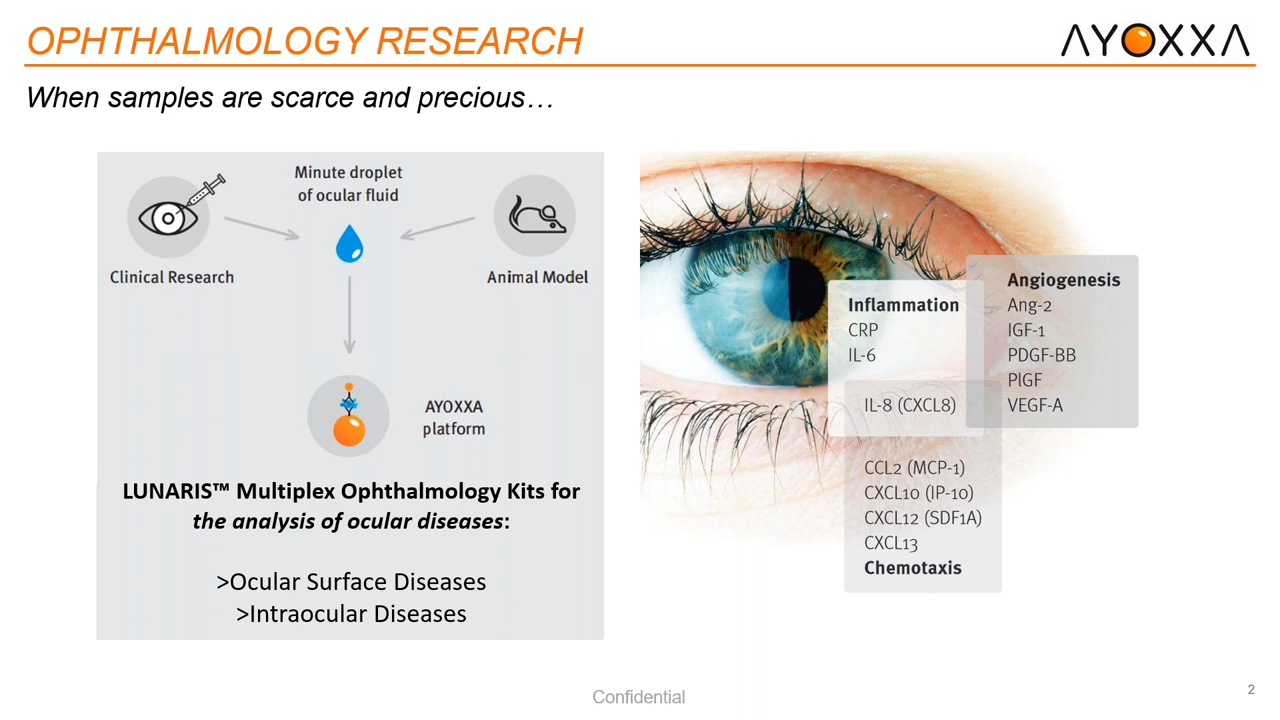 OPHTHALMOLOGY RESEARCH
AYOXXA
When samples are scarce and precious…
Minute droplet
of ocular fluid
Clinical Research
Animal Model
AYOXXA
platform
LUNARIS™ Multiplex Ophthalmology Kits for
the analysis of ocular diseases:
>Ocular Surface Diseases
>Intraocular Diseases
Inflammation
CRP
IL-6
IL-8 (CXCL8)
Angiogenesis
Ang-2
IGF-1
PDGF-BB
PlGF
VEGF-A
CCL2 (MCP-1)
CXCL10 (IP-10)
CXCL12 (SDF1A)
CXCL13
Chemotaxis
Confidential
2